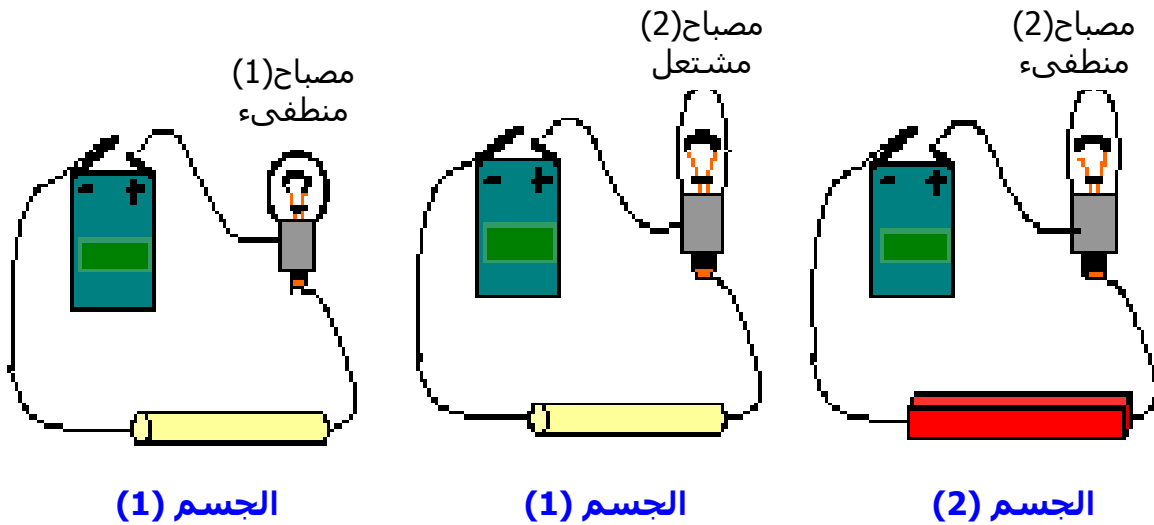 مصباح(1)
منطفىء
مصباح(2)
مشتعل
مصباح(2)
منطفىء
- +
- +
- +
الجسم (1)
الجسم (1)
الجسم (2)